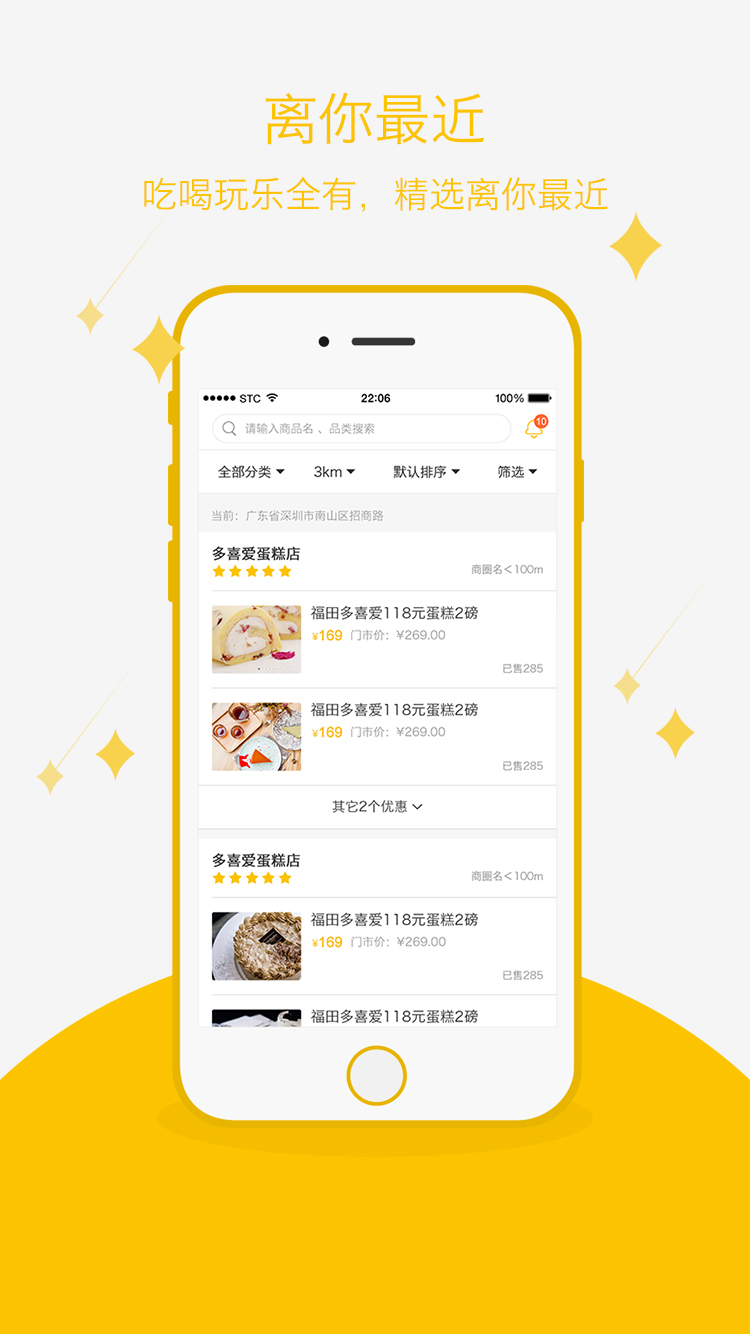 离你最近
吃喝玩乐全有，精选离你最近
STC 22:06 100%
请输入商品名 、品类搜索 10
全部分类 3km 默认排序 筛选
当前：广东省深圳市南山区招商路
多喜爱蛋糕店
商圈名＜100m
福田多喜爱118元蛋糕2磅
¥169 门市价：¥269.00
已售285
福田多喜爱118元蛋糕2磅
¥169 门市价：¥269.00
已售285
其它2个优惠
多喜爱蛋糕店
商圈名＜100m
福田多喜爱118元蛋糕2磅
¥169 门市价：¥269.00
已售285
福田多喜爱118元蛋糕2磅